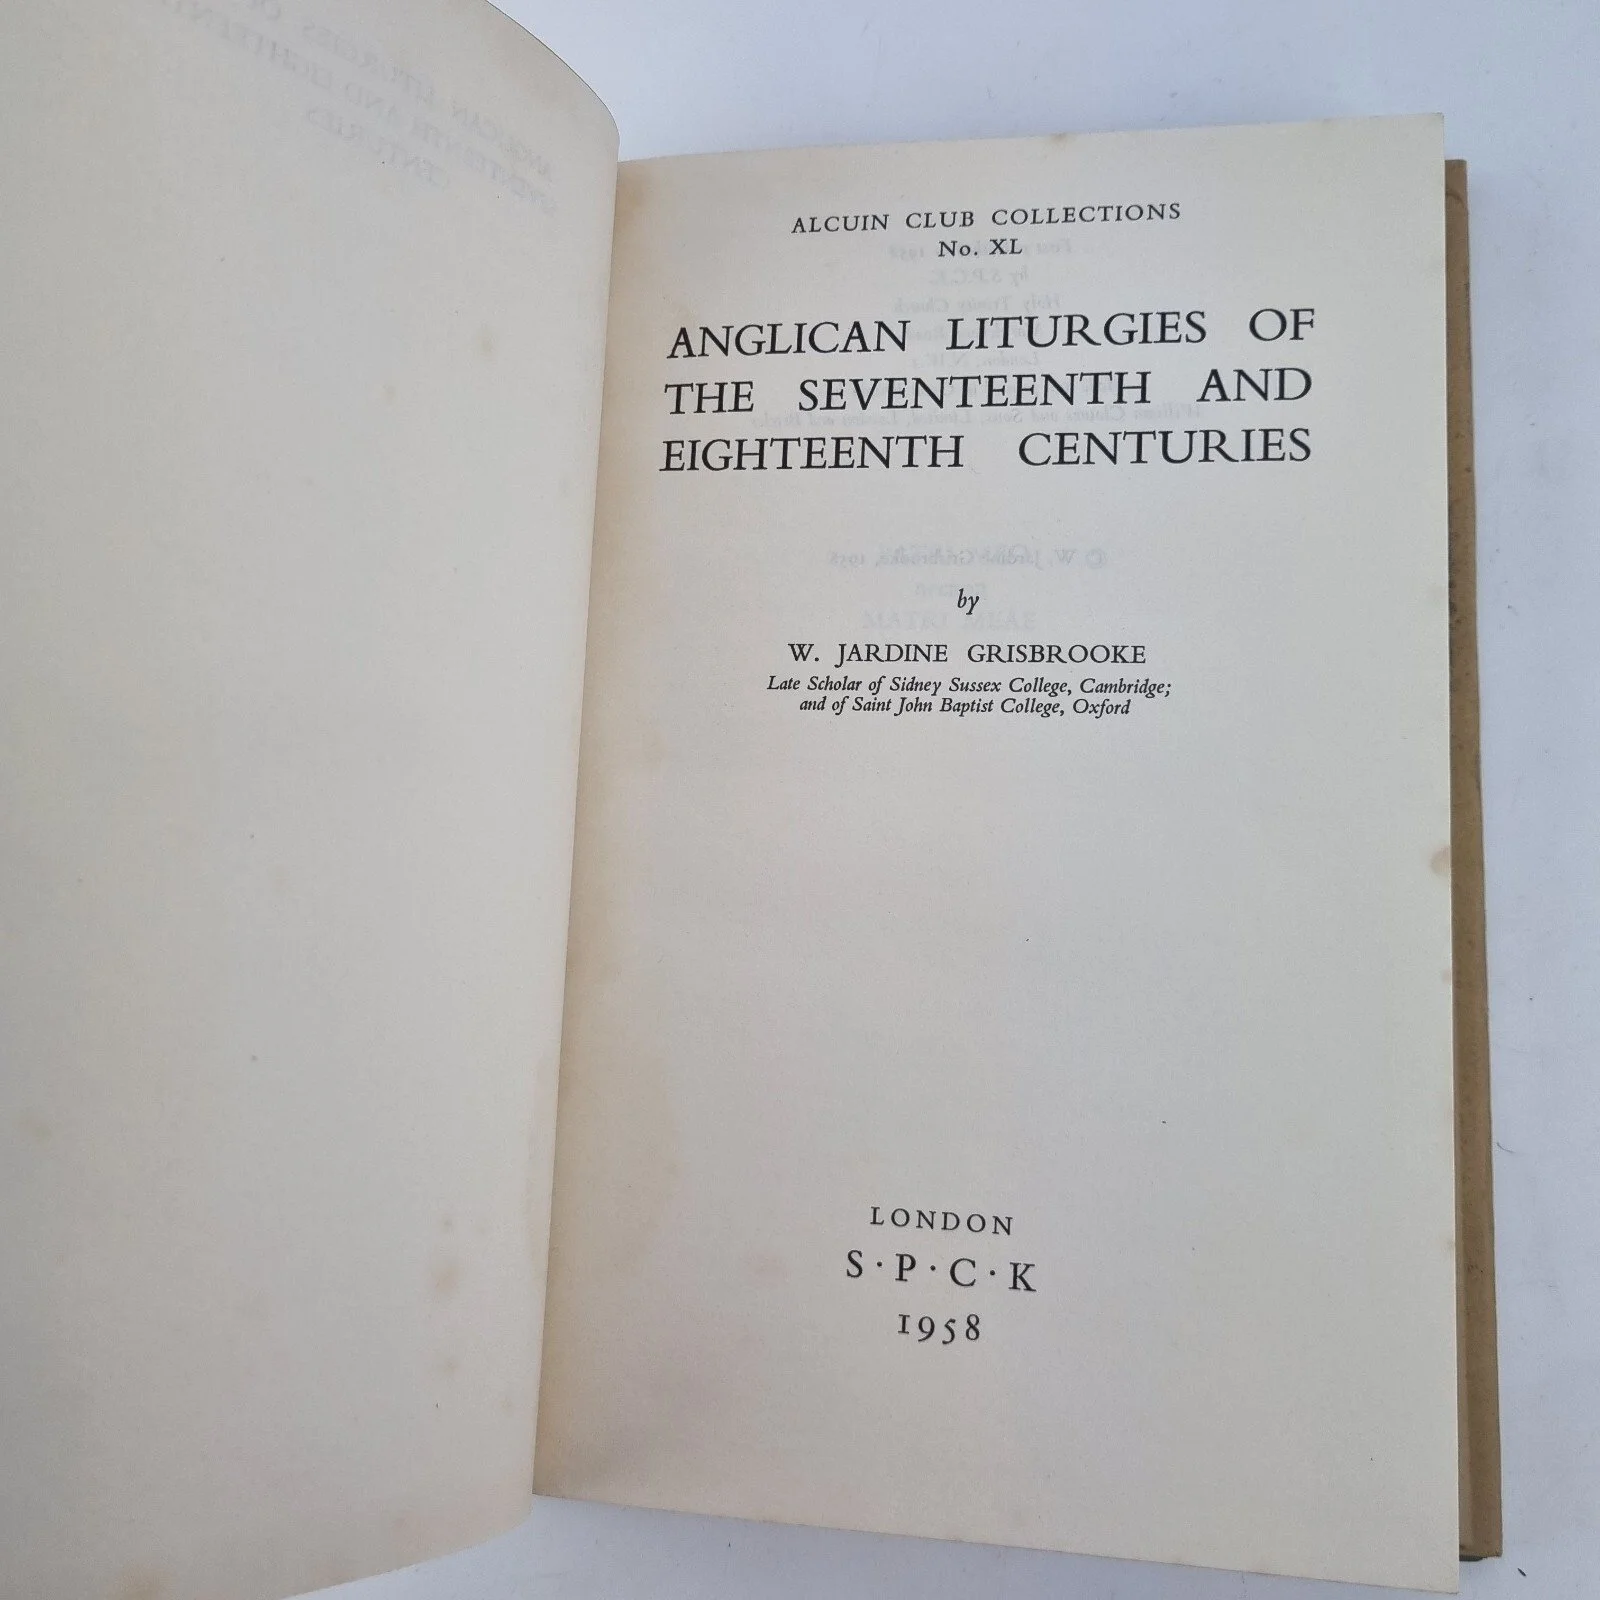 ALCUIN CLUB COLLECTIONS
No. XL
ANGLICAN LITURGIES OF
THE SEVENTEENTH AND
EIGHTEENTH CENTURIES
by
W. JARDINE GRISBROOKE
Late Scholar of Sidney Sussex College, Cambridge;
and of Saint John Baptist College, Oxford
LONDON
S·P·C·K
1958